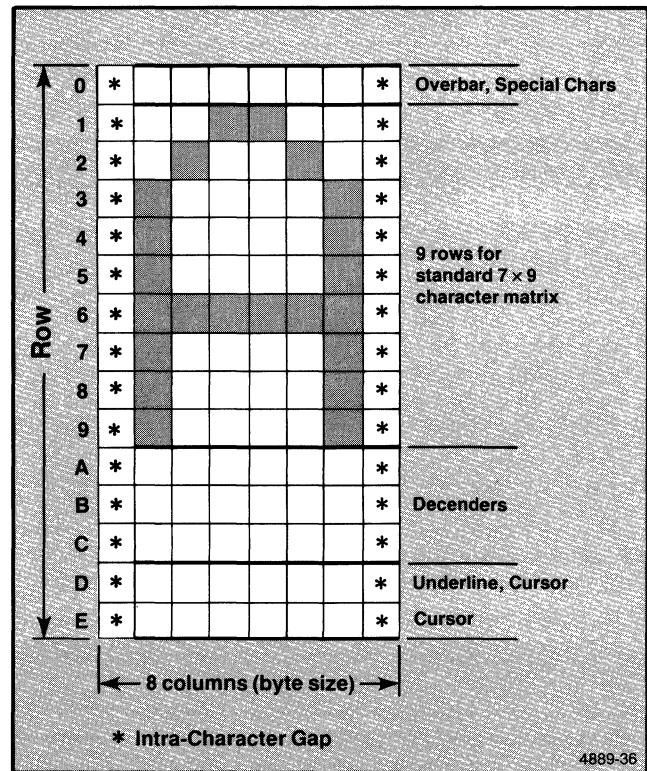 0 * * Overbar, Special Chars
1 * *
2 * *
3 * *
4 * *
5 * * 9 rows for
standard 7 × 9
character matrix
6 * *
Row
7 * *
8 * *
9 * *
A * *
B * * Decenders
C * *
D * * Underline, Cursor
E * * Cursor
8 columns (byte size)
* Intra-Character Gap
4889-36